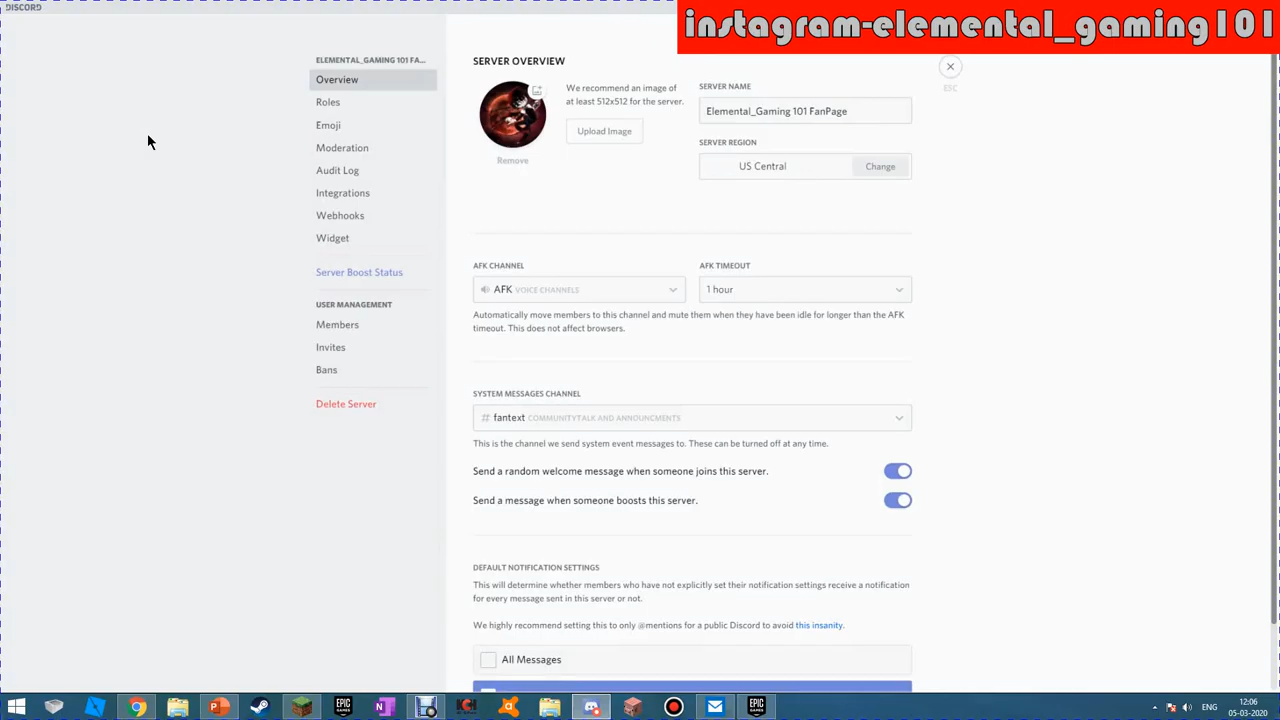 DISCORD
instagram-elemental_gaming101
ELEMENTAL_GAMING 101 FA...
Overview
Roles
Emoji
Moderation
Audit Log
Integrations
Webhooks
Widget
Server Boost Status
USER MANAGEMENT
Members
Invites
Bans
Delete Server
SERVER OVERVIEW
We recommend an image of
at least 512x512 for the server.
Upload Image
Remove
SERVER NAME
Elemental_Gaming 101 FanPage
SERVER REGION
US Central
Change
ESC
AFK CHANNEL
AFK VOICE CHANNELS
AFK TIMEOUT
1 hour
Automatically move members to this channel and mute them when they have been idle for longer than the AFK
timeout. This does not affect browsers.
SYSTEM MESSAGES CHANNEL
# fantext COMMUNITYTALK AND ANNOUNCMENTS
This is the channel we send system event messages to. These can be turned off at any time.
Send a random welcome message when someone joins this server.
Send a message when someone boosts this server.
DEFAULT NOTIFICATION SETTINGS
This will determine whether members who have not explicitly set their notification settings receive a notification
for every message sent in this server or not.
We highly recommend setting this to only @mentions for a public Discord to avoid this insanity.
All Messages
EPIC GAMES
EPIC GAMES
ENG
12:06
05-03-2020